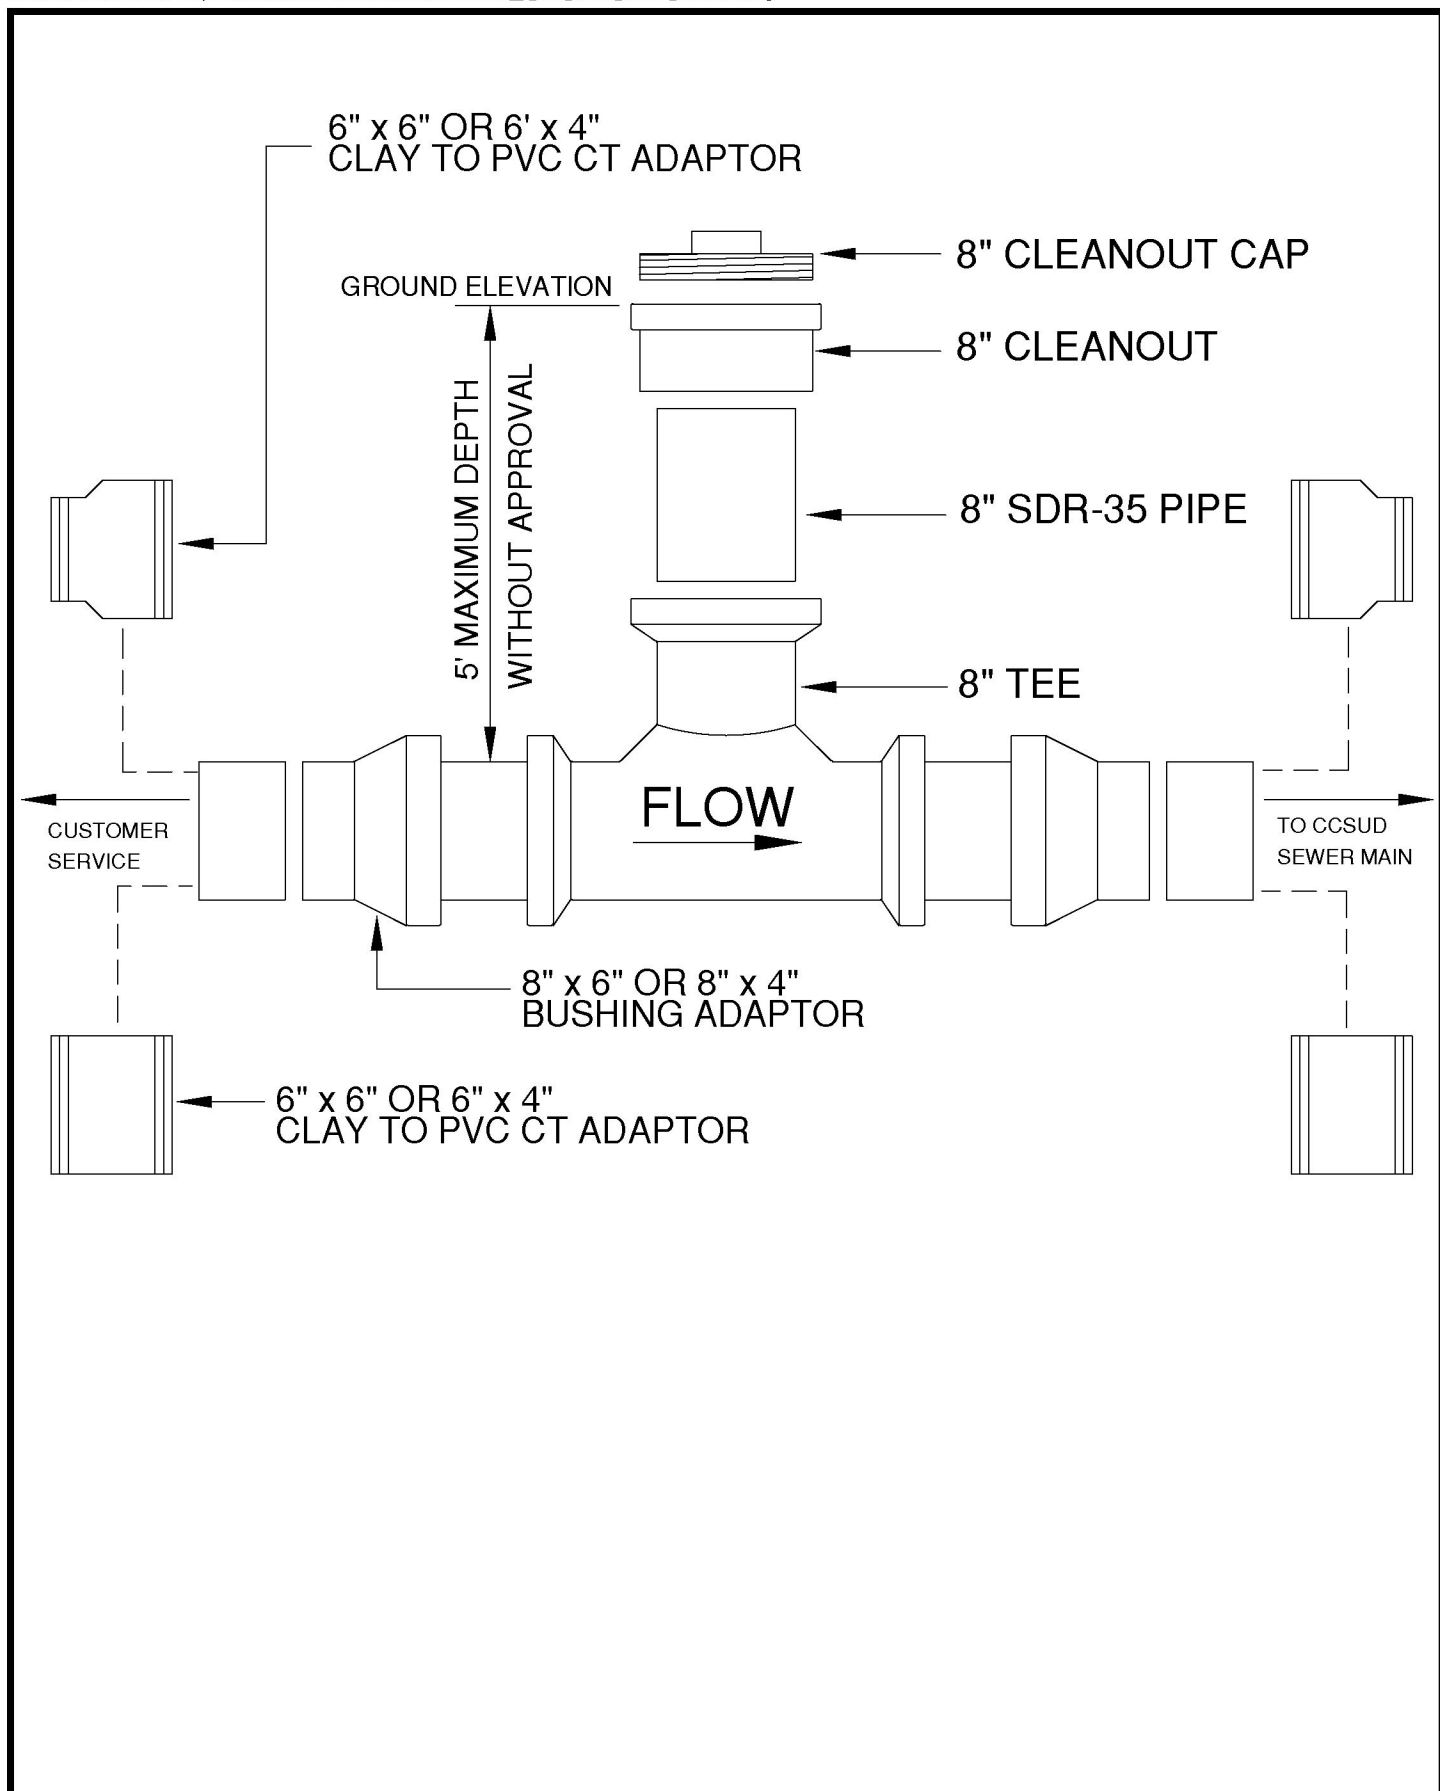 6" x 6" OR 6' x 4"
CLAY TO PVC CT ADAPTOR
8" CLEANOUT CAP
GROUND ELEVATION
8" CLEANOUT
5' MAXIMUM DEPTH
WITHOUT APPROVAL
8" SDR-35 PIPE
8" TEE
FLOW
CUSTOMER
SERVICE
TO CCSUD
SEWER MAIN
8" x 6" OR 8" x 4"
BUSHING ADAPTOR
6" x 6" OR 6" x 4"
CLAY TO PVC CT ADAPTOR